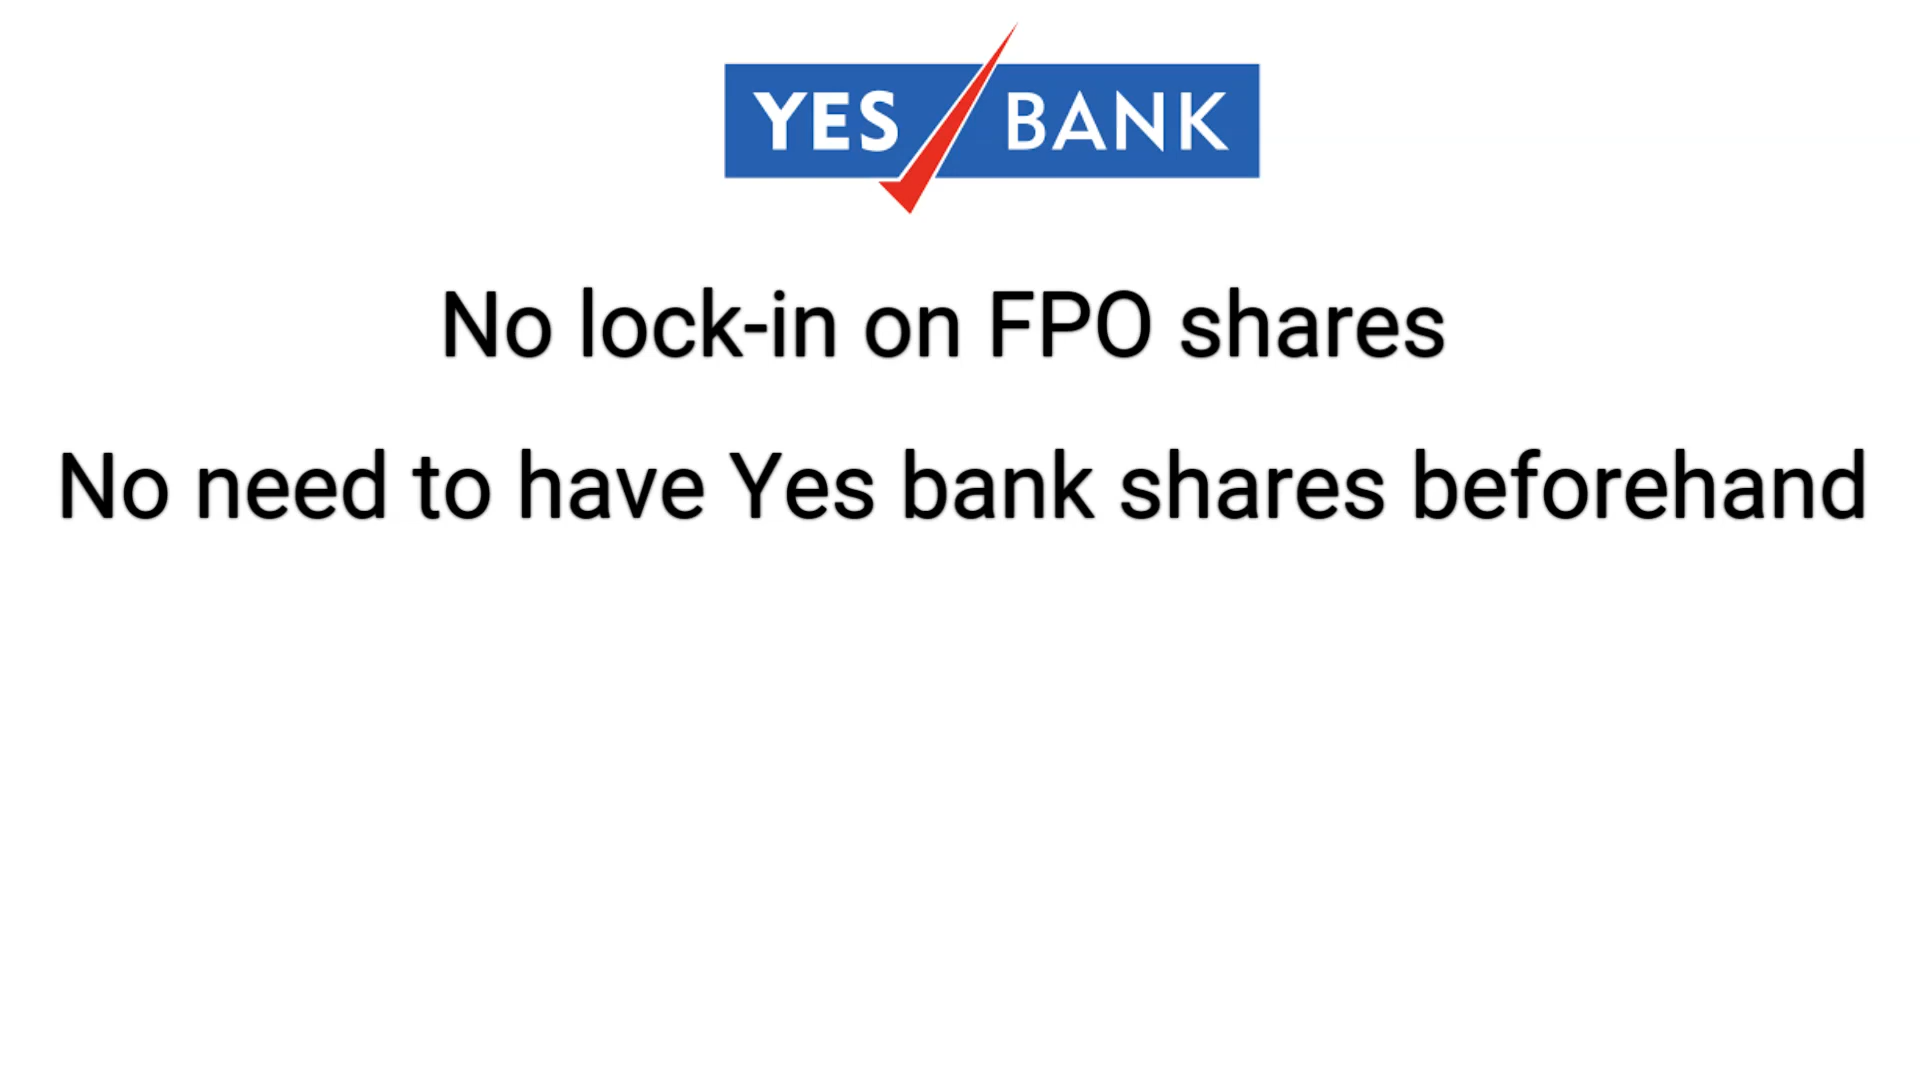 YES BANK
No lock-in on FPO shares
No need to have Yes bank shares beforehand